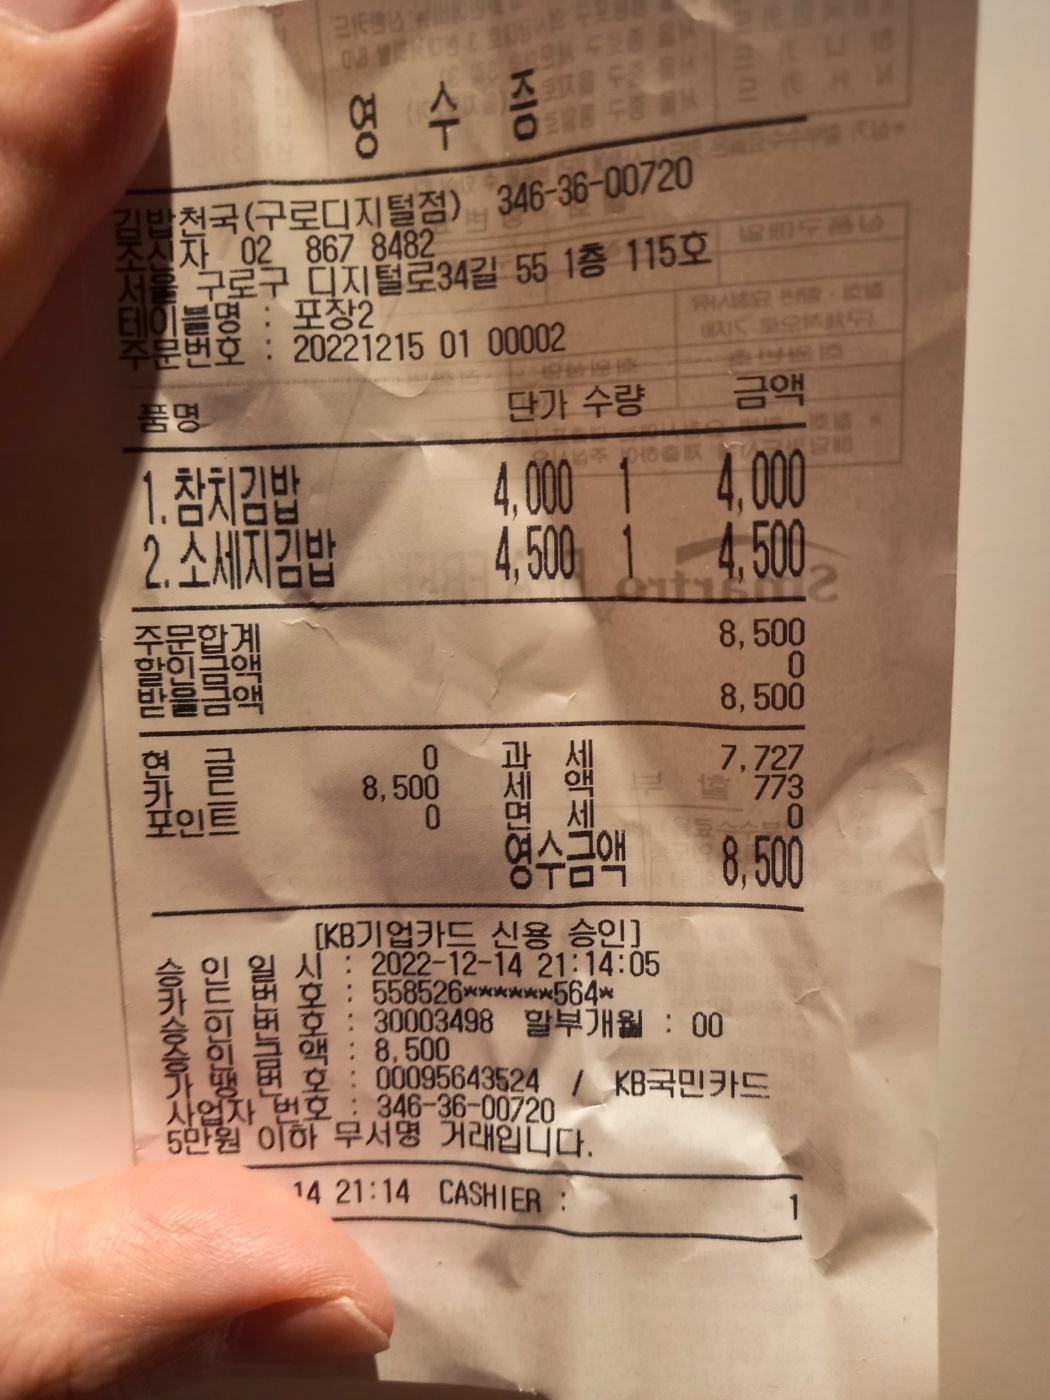 영 수 증
김밥천국(구로디지털점) 346-36-00720
조신자 02 867 8482
서울 구로구 디지털로34길 55 1층 115호
테이블명 : 포장2
주문번호 : 20221215 01 00002
품명 단가 수량 금액
1.참치김밥 4,000 1 4,000
2.소세지김밥 4,500 1 4,500
주문합계 8,500
할인금액 0
받을금액 8,500
현 금 0 과 세 7,727
카 드 8,500 세 액 773
포인트 0 면 세 0
영수금액 8,500
[KB기업카드 신용 승인]
승 인 일 시 : 2022-12-14 21:14:05
카 드 번 호 : 558526******564*
승 인 번 호 : 30003498 할부개월 : 00
승 인 금 액 : 8,500
가 맹 번 호 : 00095643524 / KB국민카드
사업자 번호 : 346-36-00720
5만원 이하 무서명 거래입니다.
14 21:14 CASHIER : 1
Smartro